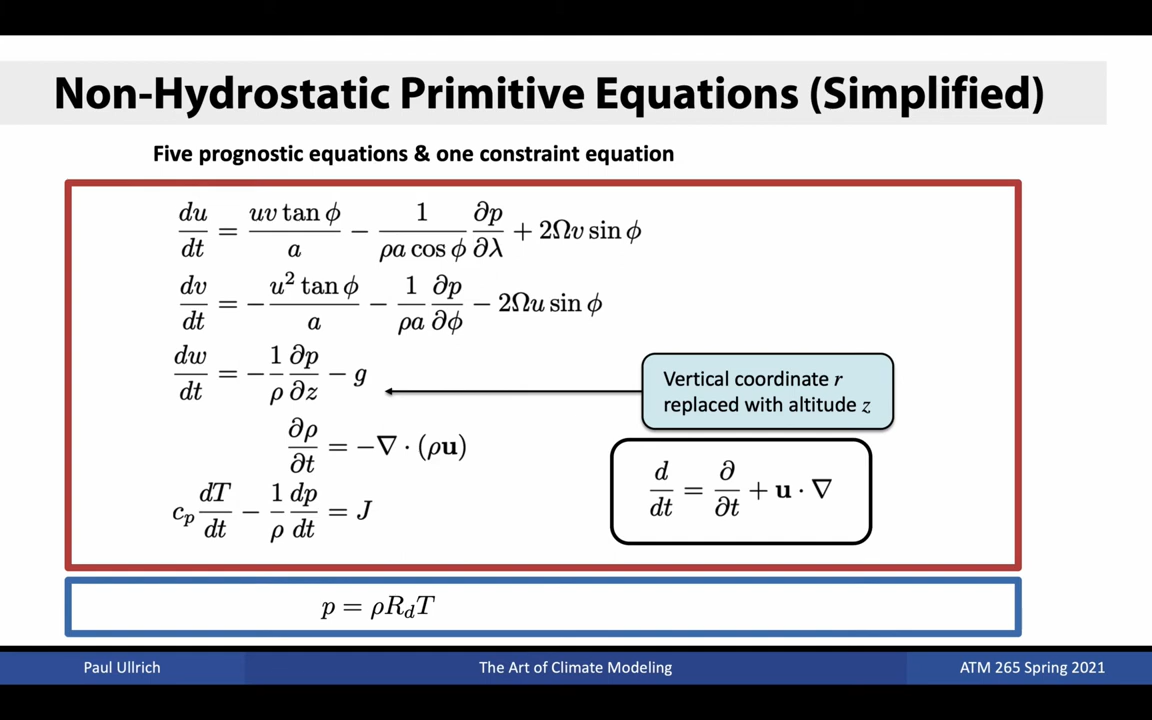 Non-Hydrostatic Primitive Equations (Simplified)
Five prognostic equations & one constraint equation
du/dt = uv tan ϕ/a − 1/(ρa cos ϕ) ∂p/∂λ + 2Ωv sin ϕ
dv/dt = − u² tan ϕ/a − 1/(ρa) ∂p/∂ϕ − 2Ωu sin ϕ
dw/dt = − 1/ρ ∂p/∂z − g
Vertical coordinate r
replaced with altitude z
∂ρ/∂t = −∇ · (ρ𝐮)
d/dt = ∂/∂t + 𝐮 · ∇
c_p dT/dt − 1/ρ dp/dt = J
p = ρR_dT
Paul Ullrich
The Art of Climate Modeling
ATM 265 Spring 2021